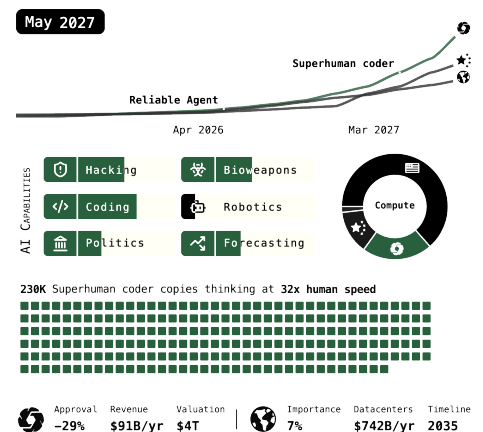 May 2027
Superhuman coder
Reliable Agent
Apr 2026
Mar 2027
AI Capabilities
Hacking
Bioweapons
Coding
Robotics
Politics
Forecasting
Compute
230K Superhuman coder copies thinking at 32x human speed
Approval Revenue Valuation Importance Datacenters Timeline
-29% $91B/yr $4T 7% $742B/yr 2035